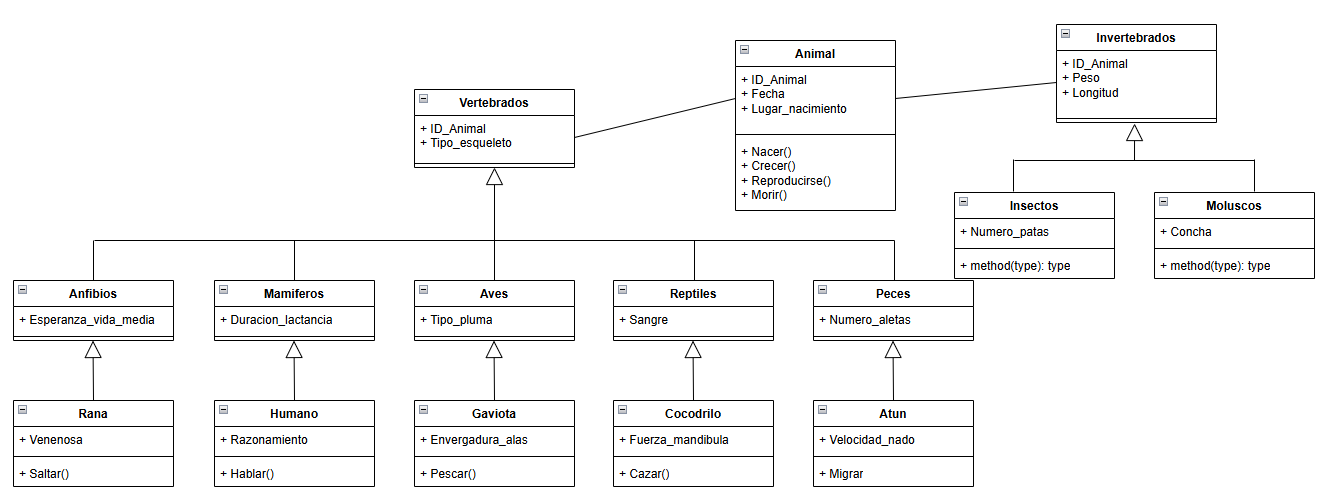 Invertebrados
+ ID_Animal
+ Peso
+ Longitud
Animal
+ ID_Animal
+ Fecha
+ Lugar_nacimiento
+ Nacer()
+ Crecer()
+ Reproducirse()
+ Morir()
Vertebrados
+ ID_Animal
+ Tipo_esqueleto
Insectos
+ Numero_patas
+ method(type): type
Moluscos
+ Concha
+ method(type): type
Anfibios
+ Esperanza_vida_media
Mamiferos
+ Duracion_lactancia
Aves
+ Tipo_pluma
Reptiles
+ Sangre
Peces
+ Numero_aletas
Rana
+ Venenosa
+ Saltar()
Humano
+ Razonamiento
+ Hablar()
Gaviota
+ Envergadura_alas
+ Pescar()
Cocodrilo
+ Fuerza_mandibula
+ Cazar()
Atun
+ Velocidad_nado
+ Migrar